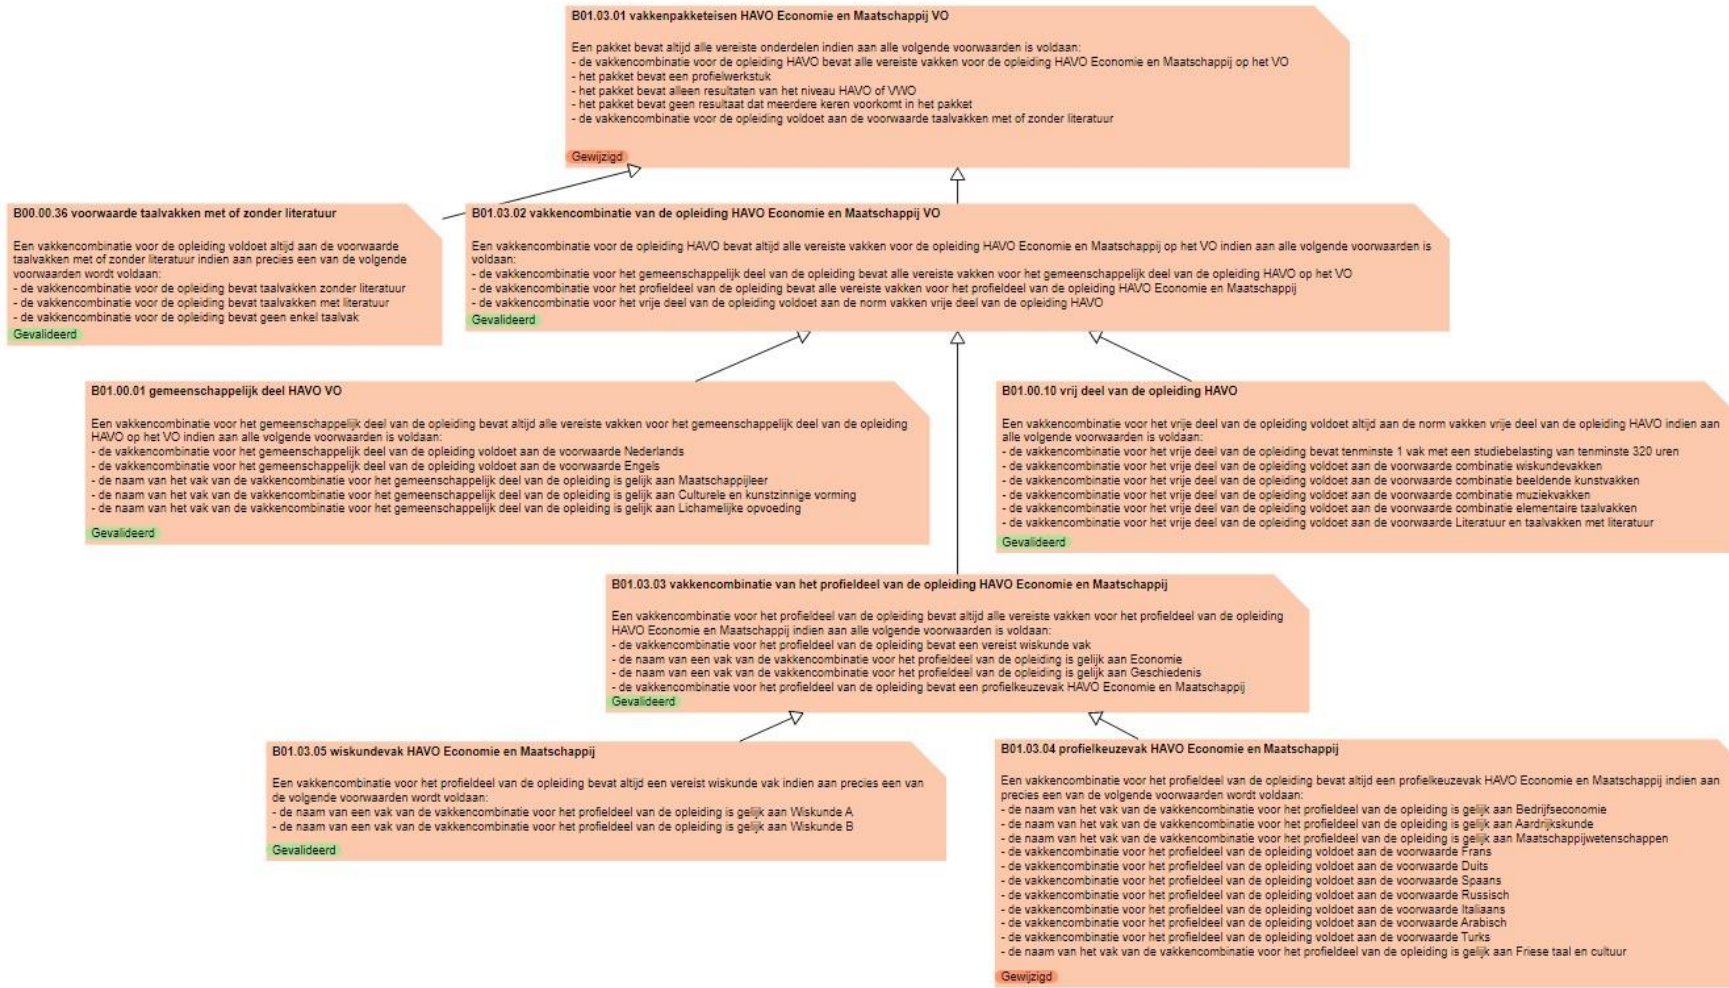 B01.03.01 vakkenpakketeisen HAVO Economie en Maatschappij VO
Een pakket bevat altijd alle vereiste onderdelen indien aan alle volgende voorwaarden is voldaan:
- de vakkencombinatie voor de opleiding HAVO bevat alle vereiste vakken voor de opleiding HAVO Economie en Maatschappij op het VO
- het pakket bevat een profielwerkstuk
- het pakket bevat alleen resultaten van het niveau HAVO of VWO
- het pakket bevat geen resultaat dat meerdere keren voorkomt in het pakket
- de vakkencombinatie voor de opleiding voldoet aan de voorwaarde taalvakken met of zonder literatuur
Gewijzigd
B00.00.36 voorwaarde taalvakken met of zonder literatuur
Een vakkencombinatie voor de opleiding voldoet altijd aan de voorwaarde
taalvakken met of zonder literatuur indien aan precies een van de volgende
voorwaarden wordt voldaan:
- de vakkencombinatie voor de opleiding bevat taalvakken zonder literatuur
- de vakkencombinatie voor de opleiding bevat taalvakken met literatuur
- de vakkencombinatie voor de opleiding bevat geen enkel taalvak
Gevalideerd
B01.03.02 vakkencombinatie van de opleiding HAVO Economie en Maatschappij VO
Een vakkencombinatie voor de opleiding HAVO bevat altijd alle vereiste vakken voor de opleiding HAVO Economie en Maatschappij op het VO indien aan alle volgende voorwaarden is
voldaan:
- de vakkencombinatie voor het gemeenschappelijk deel van de opleiding bevat alle vereiste vakken voor het gemeenschappelijk deel van de opleiding HAVO op het VO
- de vakkencombinatie voor het profieldeel van de opleiding bevat alle vereiste vakken voor het profieldeel van de opleiding HAVO Economie en Maatschappij
- de vakkencombinatie voor het vrije deel van de opleiding voldoet aan de norm vakken vrije deel van de opleiding HAVO
Gevalideerd
B01.00.01 gemeenschappelijk deel HAVO VO
Een vakkencombinatie voor het gemeenschappelijk deel van de opleiding bevat altijd alle vereiste vakken voor het gemeenschappelijk deel van de opleiding
HAVO op het VO indien aan alle volgende voorwaarden is voldaan:
- de vakkencombinatie voor het gemeenschappelijk deel van de opleiding voldoet aan de voorwaarde Nederlands
- de vakkencombinatie voor het gemeenschappelijk deel van de opleiding voldoet aan de voorwaarde Engels
- de naam van het vak van de vakkencombinatie voor het gemeenschappelijk deel van de opleiding is gelijk aan Maatschappijleer
- de naam van het vak van de vakkencombinatie voor het gemeenschappelijk deel van de opleiding is gelijk aan Culturele en kunstzinnige vorming
- de naam van het vak van de vakkencombinatie voor het gemeenschappelijk deel van de opleiding is gelijk aan Lichamelijke opvoeding
Gevalideerd
B01.00.10 vrij deel van de opleiding HAVO
Een vakkencombinatie voor het vrije deel van de opleiding voldoet altijd aan de norm vakken vrije deel van de opleiding HAVO indien aan
alle volgende voorwaarden is voldaan:
- de vakkencombinatie voor het vrije deel van de opleiding bevat tenminste 1 vak met een studiebelasting van tenminste 320 uren
- de vakkencombinatie voor het vrije deel van de opleiding voldoet aan de voorwaarde combinatie wiskundevakken
- de vakkencombinatie voor het vrije deel van de opleiding voldoet aan de voorwaarde combinatie beeldende kunstvakken
- de vakkencombinatie voor het vrije deel van de opleiding voldoet aan de voorwaarde combinatie muziekvakken
- de vakkencombinatie voor het vrije deel van de opleiding voldoet aan de voorwaarde combinatie elementaire taalvakken
- de vakkencombinatie voor het vrije deel van de opleiding voldoet aan de voorwaarde Literatuur en taalvakken met literatuur
Gevalideerd
B01.03.03 vakkencombinatie van het profieldeel van de opleiding HAVO Economie en Maatschappij
Een vakkencombinatie voor het profieldeel van de opleiding bevat altijd alle vereiste vakken voor het profieldeel van de opleiding
HAVO Economie en Maatschappij indien aan alle volgende voorwaarden is voldaan:
- de vakkencombinatie voor het profieldeel van de opleiding bevat een vereist wiskunde vak
- de naam van een vak van de vakkencombinatie voor het profieldeel van de opleiding is gelijk aan Economie
- de naam van een vak van de vakkencombinatie voor het profieldeel van de opleiding is gelijk aan Geschiedenis
- de vakkencombinatie voor het profieldeel van de opleiding bevat een profielkeuzevak HAVO Economie en Maatschappij
Gevalideerd
B01.03.05 wiskundevak HAVO Economie en Maatschappij
Een vakkencombinatie voor het profieldeel van de opleiding bevat altijd een vereist wiskunde vak indien aan precies een van
de volgende voorwaarden wordt voldaan:
- de naam van een vak van de vakkencombinatie voor het profieldeel van de opleiding is gelijk aan Wiskunde A
- de naam van een vak van de vakkencombinatie voor het profieldeel van de opleiding is gelijk aan Wiskunde B
Gevalideerd
B01.03.04 profielkeuzevak HAVO Economie en Maatschappij
Een vakkencombinatie voor het profieldeel van de opleiding bevat altijd een profielkeuzevak HAVO Economie en Maatschappij indien aan
precies een van de volgende voorwaarden wordt voldaan:
- de naam van het vak van de vakkencombinatie voor het profieldeel van de opleiding is gelijk aan Bedrijfseconomie
- de naam van het vak van de vakkencombinatie voor het profieldeel van de opleiding is gelijk aan Aardrijkskunde
- de naam van het vak van de vakkencombinatie voor het profieldeel van de opleiding is gelijk aan Maatschappijwetenschappen
- de vakkencombinatie voor het profieldeel van de opleiding voldoet aan de voorwaarde Frans
- de vakkencombinatie voor het profieldeel van de opleiding voldoet aan de voorwaarde Duits
- de vakkencombinatie voor het profieldeel van de opleiding voldoet aan de voorwaarde Spaans
- de vakkencombinatie voor het profieldeel van de opleiding voldoet aan de voorwaarde Russisch
- de vakkencombinatie voor het profieldeel van de opleiding voldoet aan de voorwaarde Italiaans
- de vakkencombinatie voor het profieldeel van de opleiding voldoet aan de voorwaarde Arabisch
- de vakkencombinatie voor het profieldeel van de opleiding voldoet aan de voorwaarde Turks
- de naam van het vak van de vakkencombinatie voor het profieldeel van de opleiding is gelijk aan Friese taal en cultuur
Gewijzigd